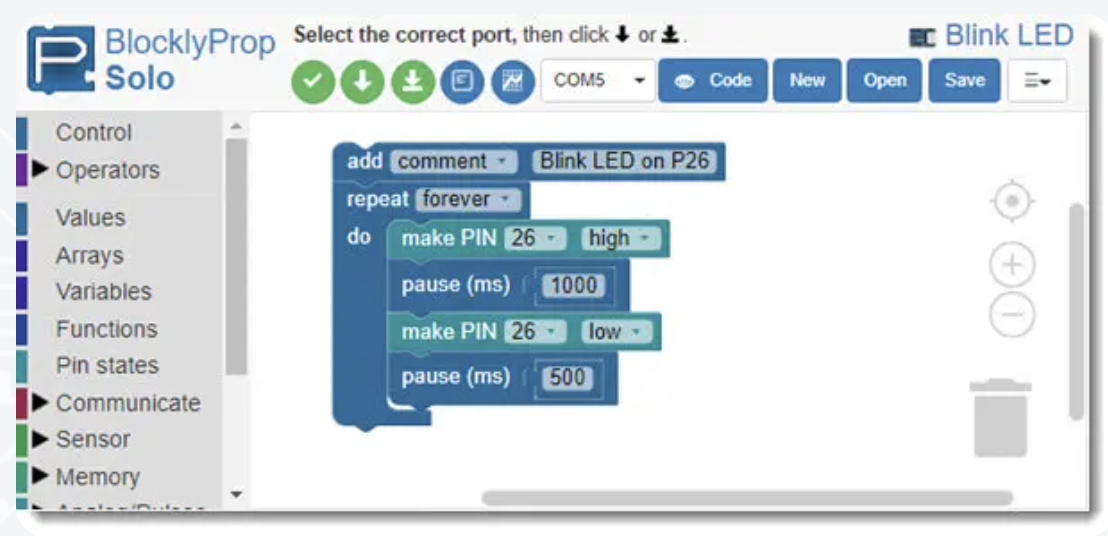 BlocklyProp
Solo
Select the correct port, then click or .
Blink LED
COM5
Code
New
Open
Save
Control
Operators
Values
Arrays
Variables
Functions
Pin states
Communicate
Sensor
Memory
add comment Blink LED on P26
repeat forever
do make PIN 26 high
pause (ms) 1000
make PIN 26 low
pause (ms) 500